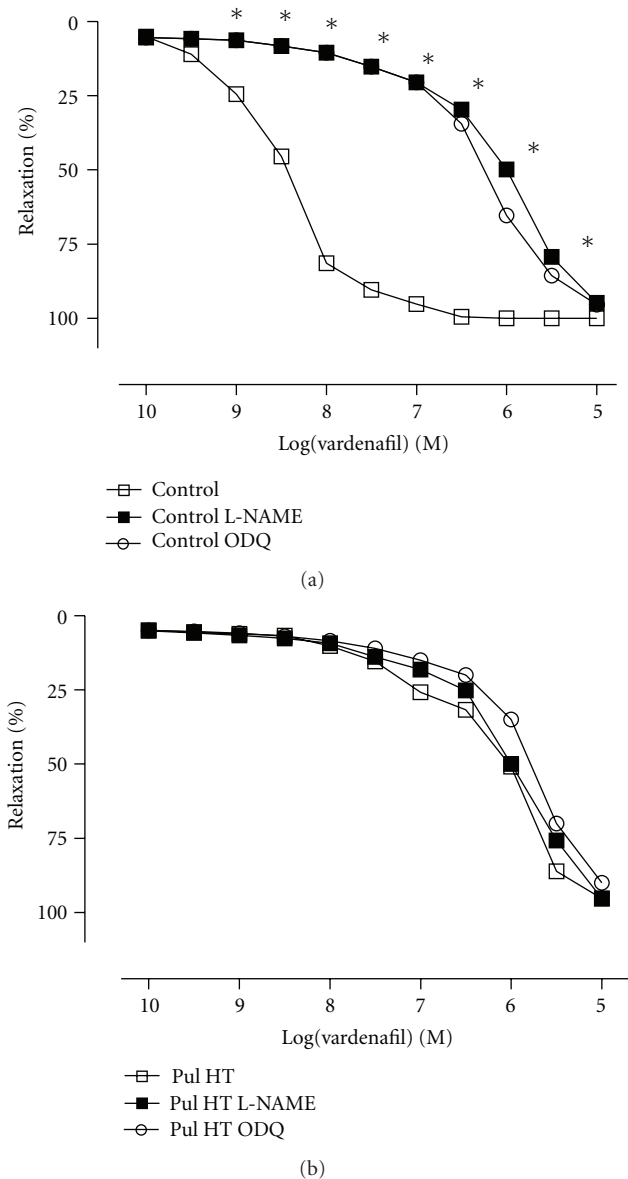 0
25
50
75
100
Relaxation (%)
* * * * * * * * *
10 9 8 7 6 5
Log(vardenafil) (M)
Control
Control L-NAME
Control ODQ
(a)
0
25
50
75
100
Relaxation (%)
10 9 8 7 6 5
Log(vardenafil) (M)
Pul HT
Pul HT L-NAME
Pul HT ODQ
(b)